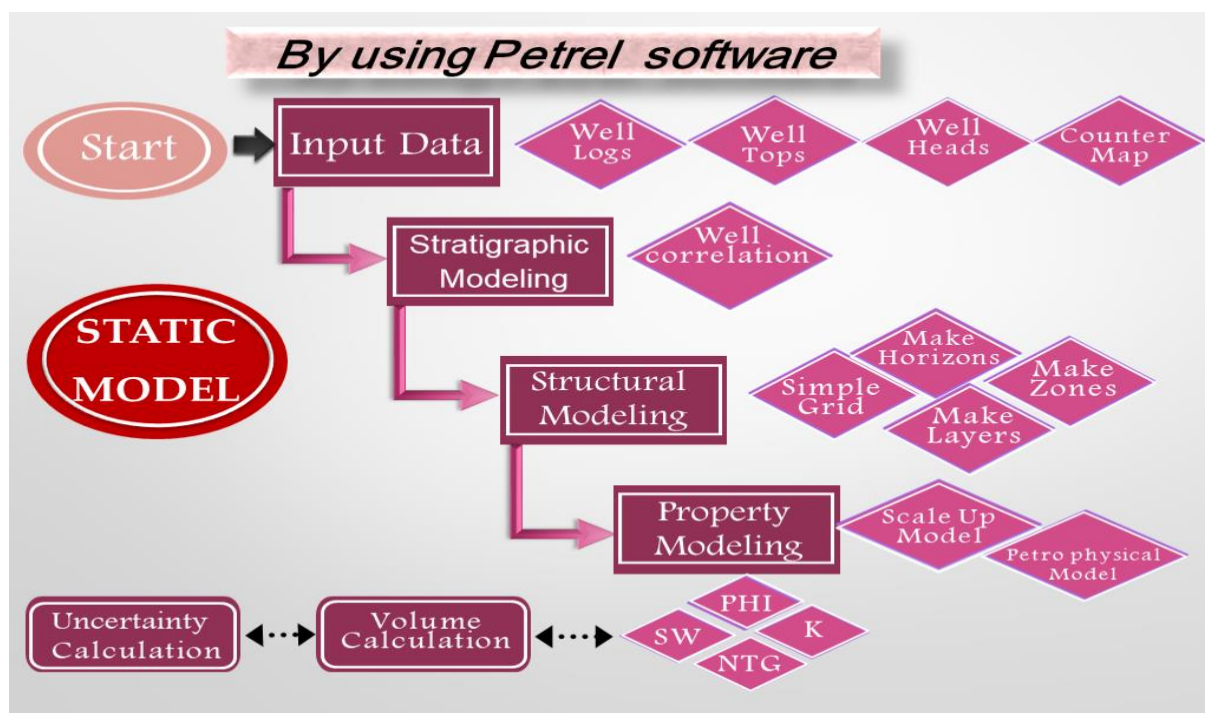 By using Petrel software
Start
Input Data
Well
Logs
Well
Tops
Well
Heads
Counter
Map
Stratigraphic
Modeling
Well
correlation
STATIC
MODEL
Structural
Modeling
Simple
Grid
Make
Horizons
Make
Layers
Make
Zones
Property
Modeling
Scale Up
Model
Petro physical
Model
Uncertainty
Calculation
Volume
Calculation
SW
PHI
K
NTG